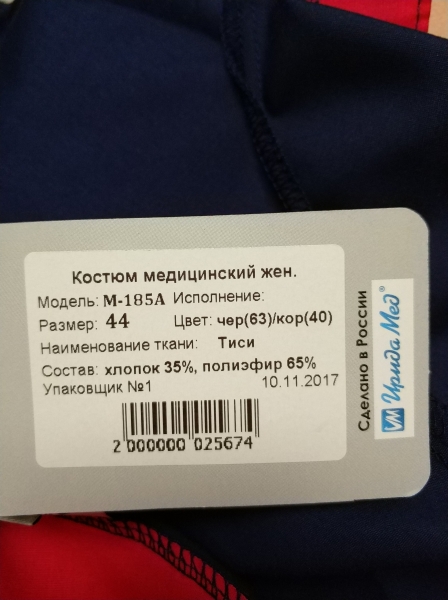 Костюм медицинский жен.
Модель: М-185А Исполнение:
Размер: 44 Цвет: чер(63)/кор(40)
Наименование ткани: Тиси
Состав: хлопок 35%, полиэфир 65%
Упаковщик №1 10.11.2017
2 000000 025674
Сделано в России
УМ Ирида Мед®